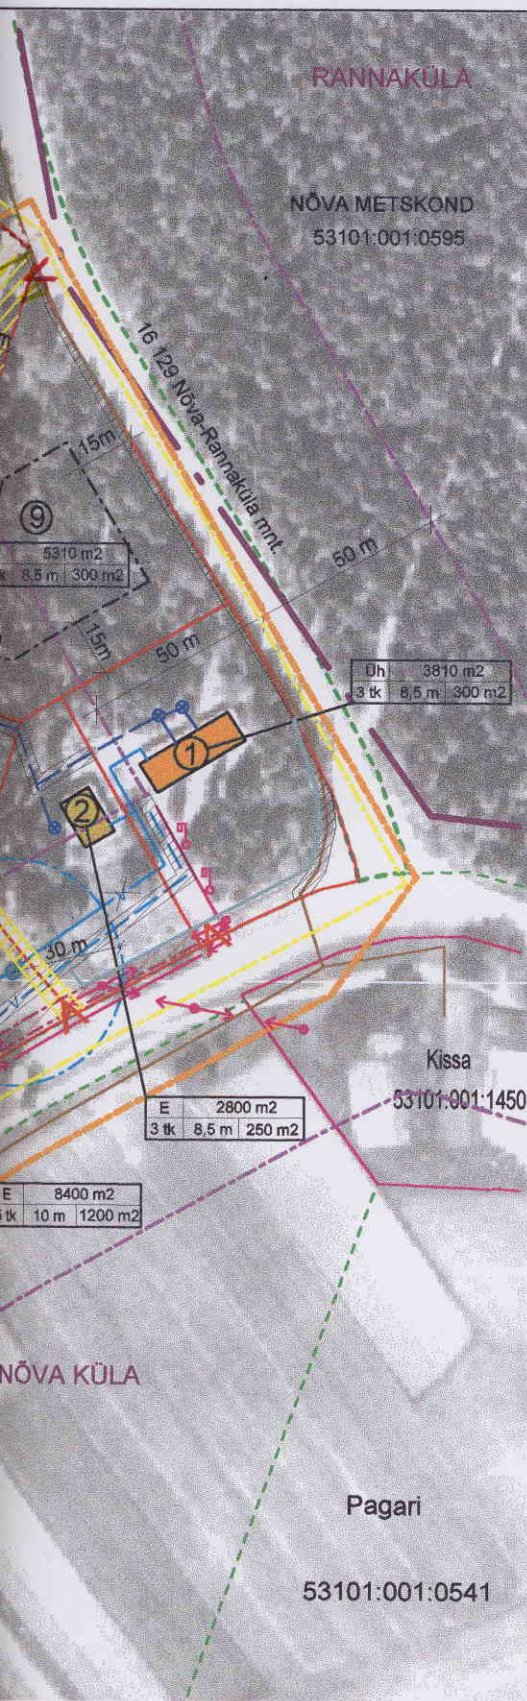 RANNAKÜLA
NÕVA METSKOND
53101:001:0595
16 129 Nõva-Rannaküla mnt.
15m
9
5310 m2
8,5 m 300 m2
50 m
15m
50 m
Üh 3810 m2
3 tk 8,5 m 300 m2
1
2
30 m
Kissa
53101:001:1450
E 2800 m2
3 tk 8,5 m 250 m2
E 8400 m2
tk 10 m 1200 m2
NÕVA KÜLA
Pagari
53101:001:0541